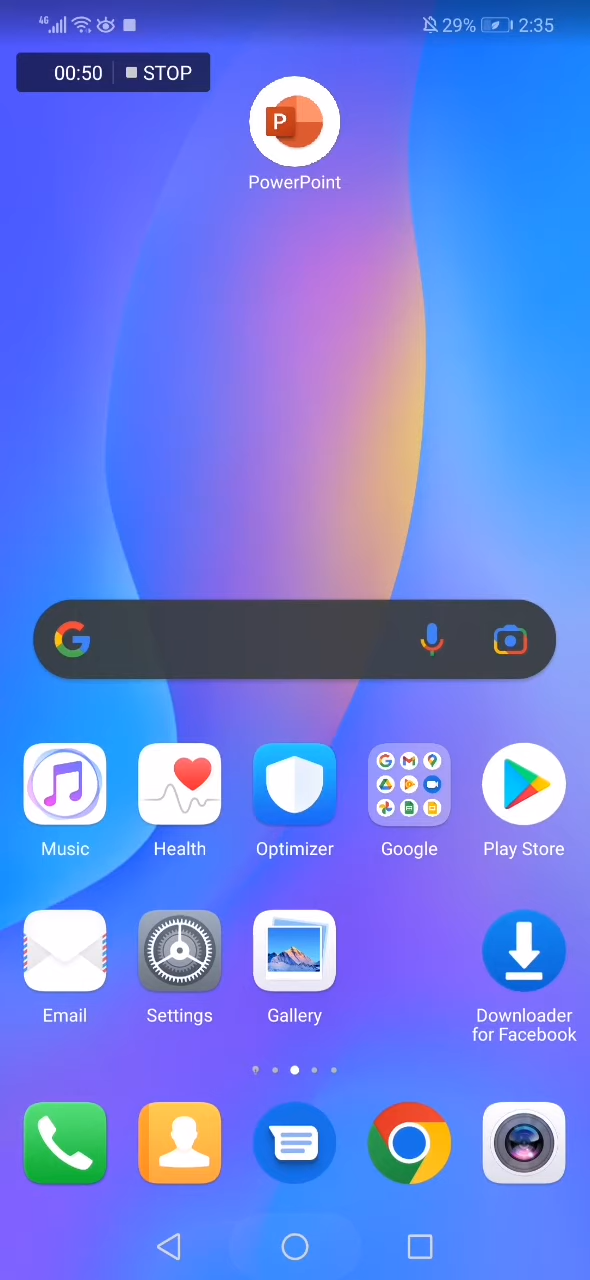 4G 29% 2:35
00:50 STOP
P
PowerPoint
Music Health Optimizer Google Play Store
Email Settings Gallery Downloader
for Facebook